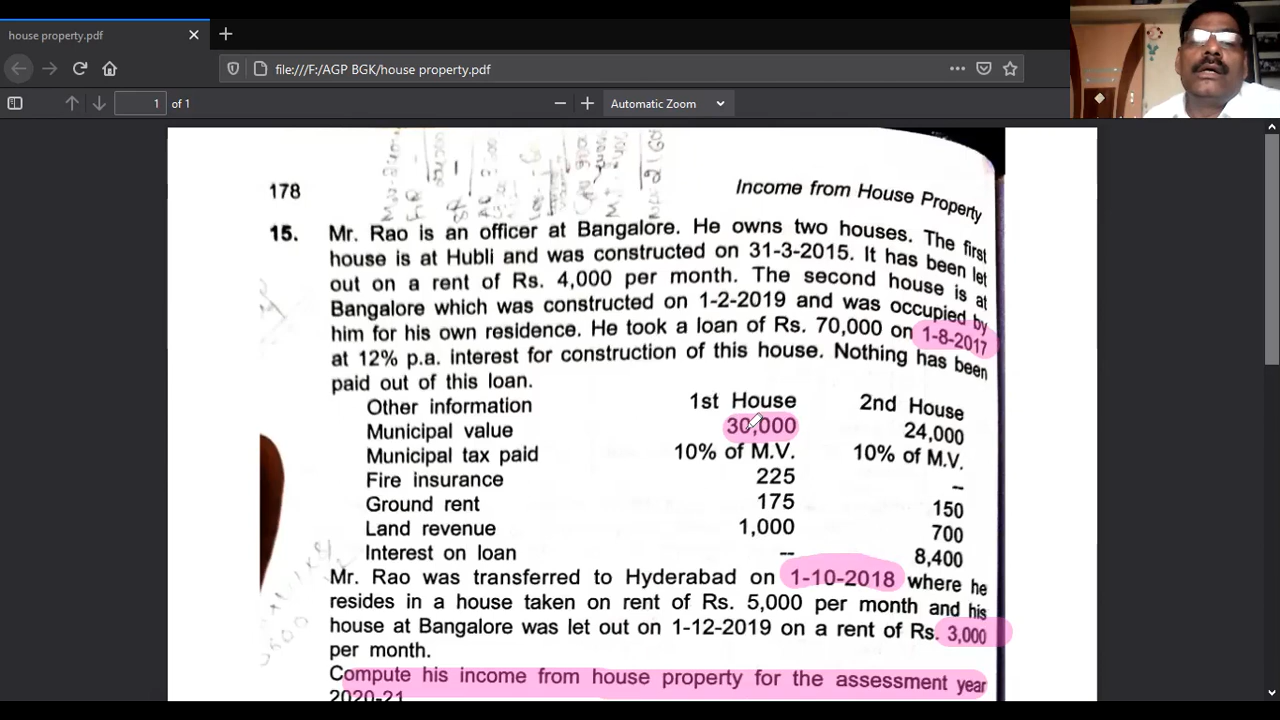 house property.pdf
file:///F:/AGP BGK/house property.pdf
1 of 1
Automatic Zoom
178
Income from House Property
15. Mr. Rao is an officer at Bangalore. He owns two houses. The first
house is at Hubli and was constructed on 31-3-2015. It has been let
out on a rent of Rs. 4,000 per month. The second house is at
Bangalore which was constructed on 1-2-2019 and was occupied by
him for his own residence. He took a loan of Rs. 70,000 on 1-8-2017
at 12% p.a. interest for construction of this house. Nothing has been
paid out of this loan.
Other information 1st House 2nd House
Municipal value 30,000 24,000
Municipal tax paid 10% of M.V. 10% of M.V.
Fire insurance 225 --
Ground rent 175 150
Land revenue 1,000 700
Interest on loan -- 8,400
Mr. Rao was transferred to Hyderabad on 1-10-2018 where he
resides in a house taken on rent of Rs. 5,000 per month and his
house at Bangalore was let out on 1-12-2019 on a rent of Rs. 3,000
per month.
Compute his income from house property for the assessment year
2020-21